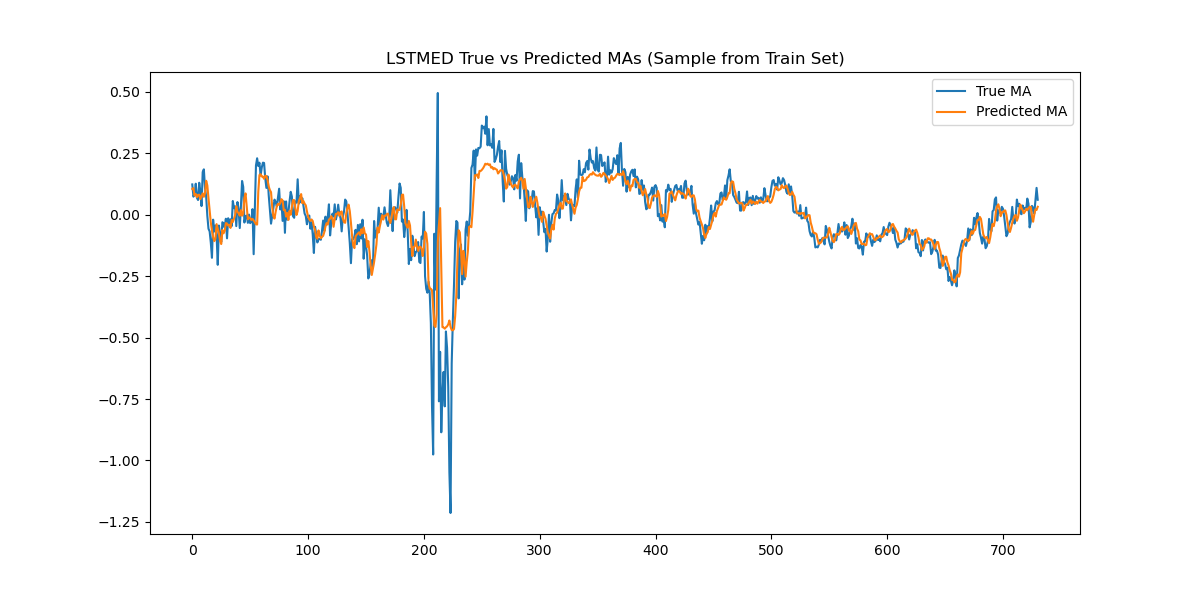 LSTMED True vs Predicted MAs (Sample from Train Set)
True MA
Predicted MA
0.50
0.25
0.00
−0.25
−0.50
−0.75
−1.00
−1.25
0 100 200 300 400 500 600 700